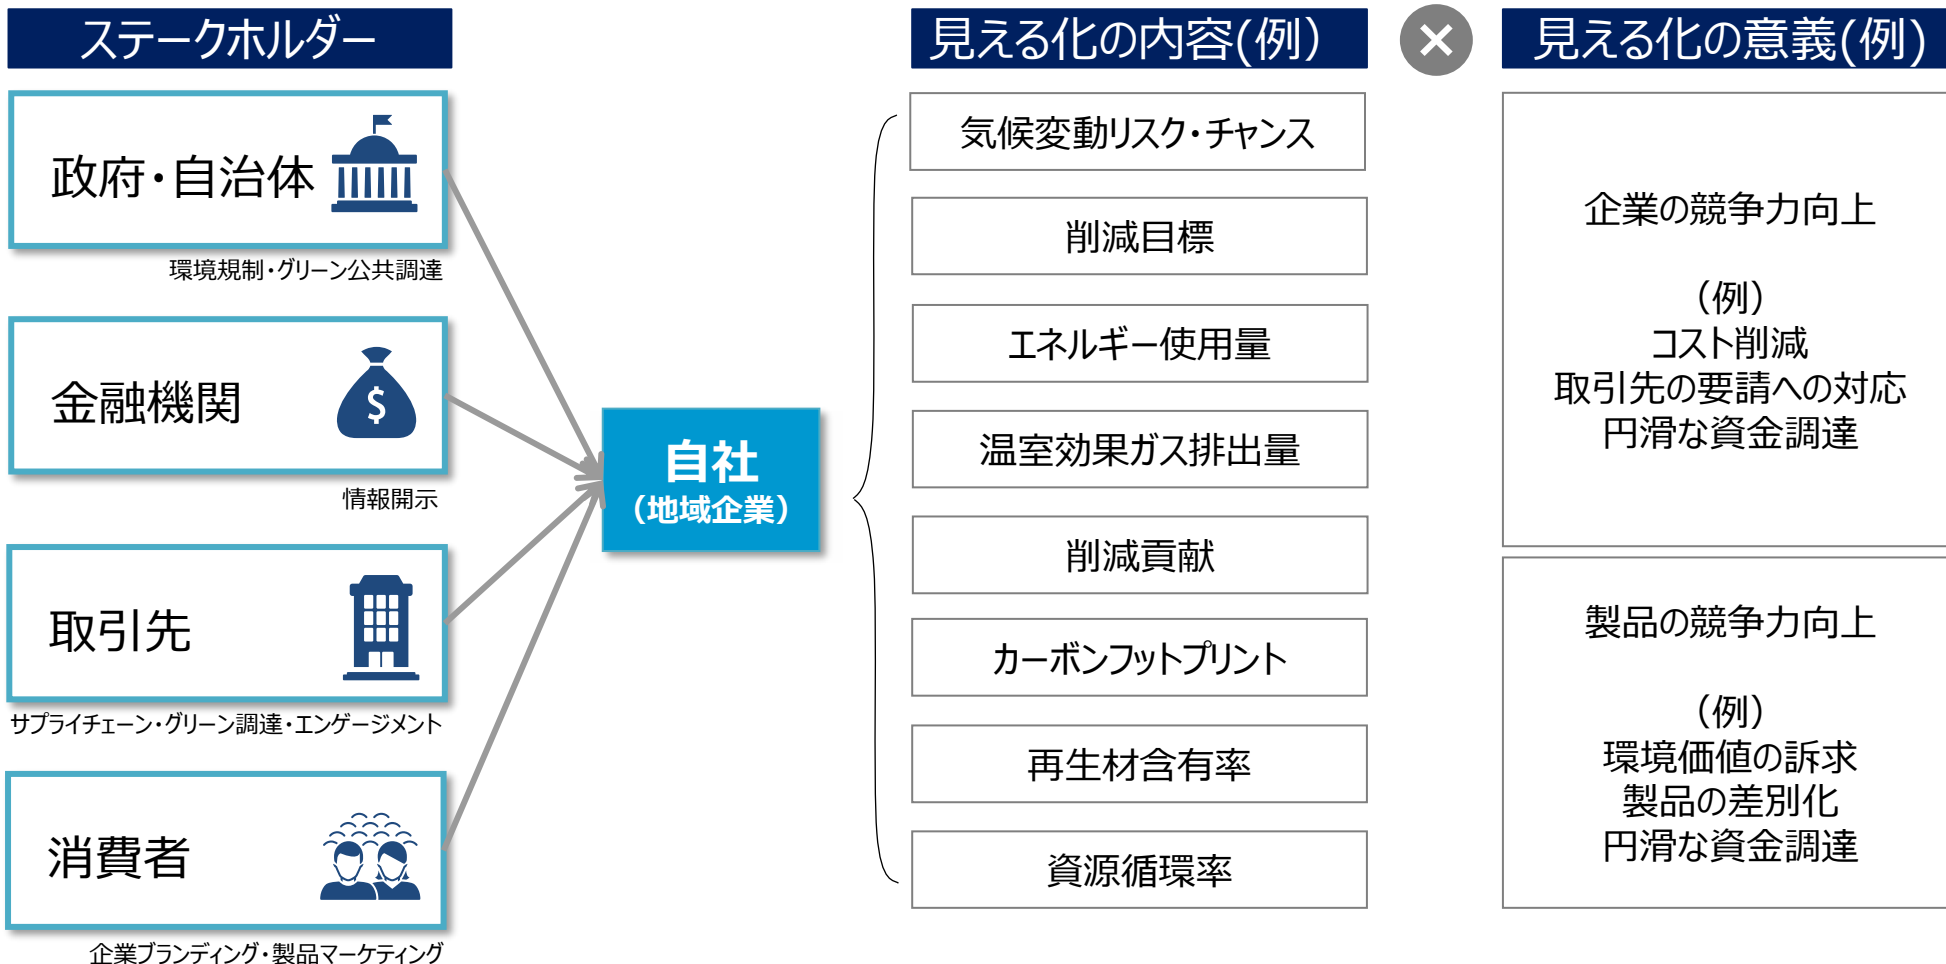 ステークホルダー
政府・自治体
環境規制・グリーン公共調達
金融機関
$
情報開示
取引先
サプライチェーン・グリーン調達・エンゲージメント
消費者
企業ブランディング・製品マーケティング
自社
（地域企業）
見える化の内容(例）
気候変動リスク・チャンス
削減目標
エネルギー使用量
温室効果ガス排出量
削減貢献
カーボンフットプリント
再生材含有率
資源循環率
×
見える化の意義(例)
企業の競争力向上
（例）
コスト削減
取引先の要請への対応
円滑な資金調達
製品の競争力向上
（例）
環境価値の訴求
製品の差別化
円滑な資金調達